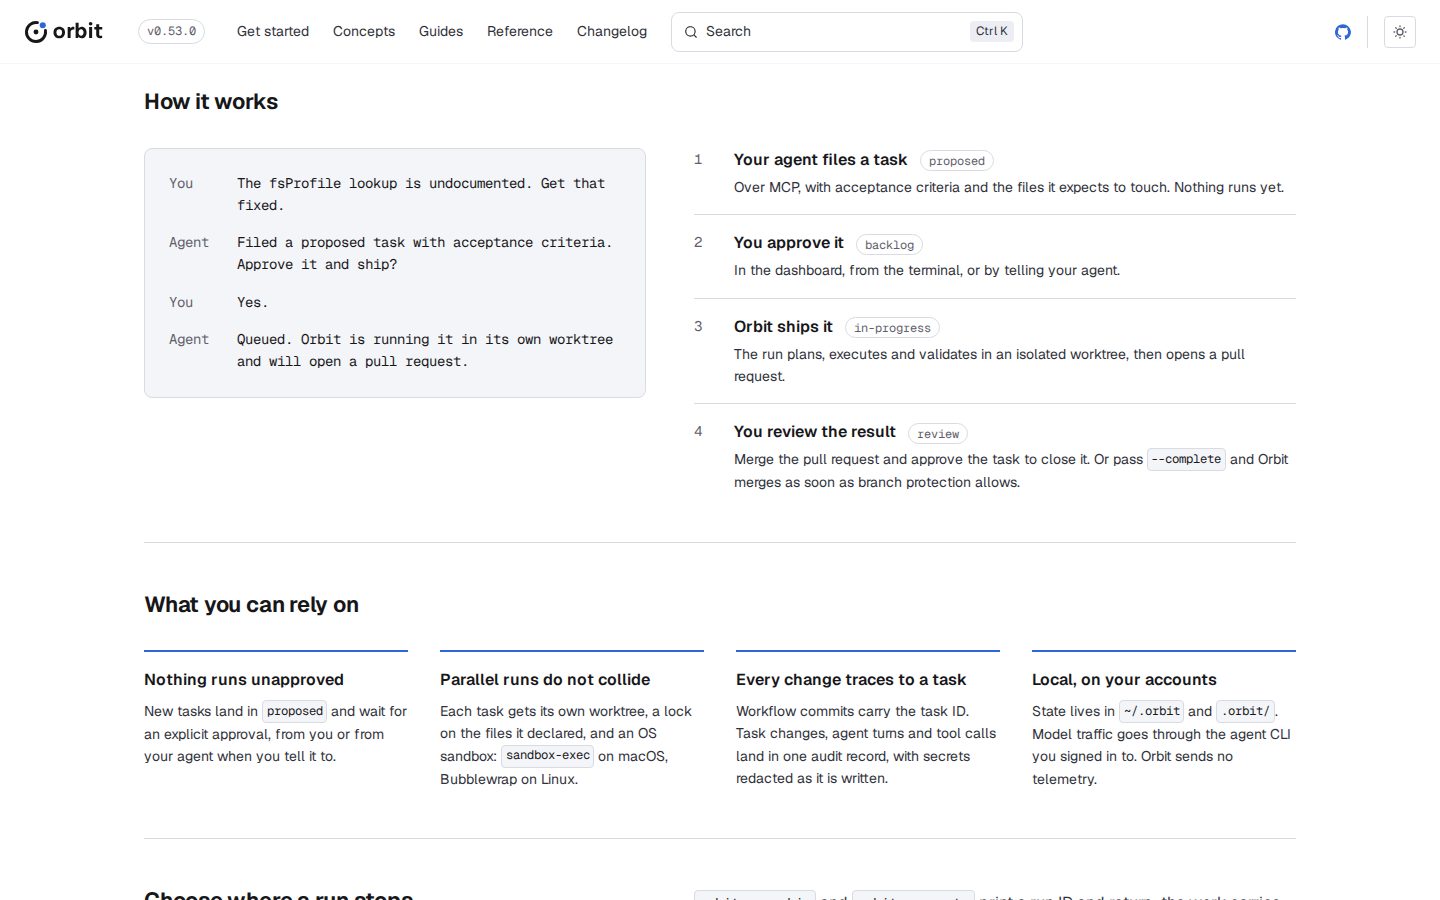 orbit v0.53.0 Get started Concepts Guides Reference Changelog Search Ctrl K
How it works
You The fsProfile lookup is undocumented. Get that
fixed.
Agent Filed a proposed task with acceptance criteria.
Approve it and ship?
You Yes.
Agent Queued. Orbit is running it in its own worktree
and will open a pull request.
1 Your agent files a task proposed
Over MCP, with acceptance criteria and the files it expects to touch. Nothing runs yet.
2 You approve it backlog
In the dashboard, from the terminal, or by telling your agent.
3 Orbit ships it in-progress
The run plans, executes and validates in an isolated worktree, then opens a pull
request.
4 You review the result review
Merge the pull request and approve the task to close it. Or pass --complete and Orbit
merges as soon as branch protection allows.
What you can rely on
Nothing runs unapproved
New tasks land in proposed and wait for
an explicit approval, from you or from
your agent when you tell it to.
Parallel runs do not collide
Each task gets its own worktree, a lock
on the files it declared, and an OS
sandbox: sandbox-exec on macOS,
Bubblewrap on Linux.
Every change traces to a task
Workflow commits carry the task ID.
Task changes, agent turns and tool calls
land in one audit record, with secrets
redacted as it is written.
Local, on your accounts
State lives in ~/.orbit and .orbit/.
Model traffic goes through the agent CLI
you signed in to. Orbit sends no
telemetry.
Choose where a run stops
and print a run ID and return, the work carries